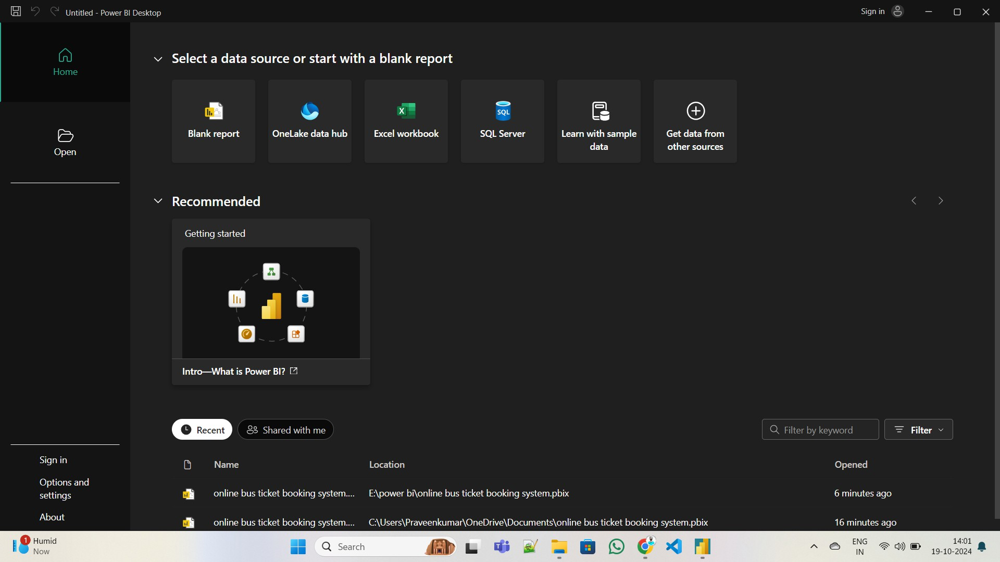 Untitled - Power BI Desktop
Sign in
Home
Open
Select a data source or start with a blank report
Blank report
OneLake data hub
Excel workbook
SQL
SQL Server
Learn with sample
data
Get data from
other sources
Recommended
Getting started
Intro—What is Power BI?
Recent
Shared with me
Filter by keyword
Filter
Name
Location
Opened
online bus ticket booking system....
E:\power bi\online bus ticket booking system.pbix
6 minutes ago
online bus ticket booking system....
C:\Users\Praveenkumar\OneDrive\Documents\online bus ticket booking system.pbix
16 minutes ago
Sign in
Options and
settings
About
1
Humid
Now
Search
ENG
IN
14:01
19-10-2024